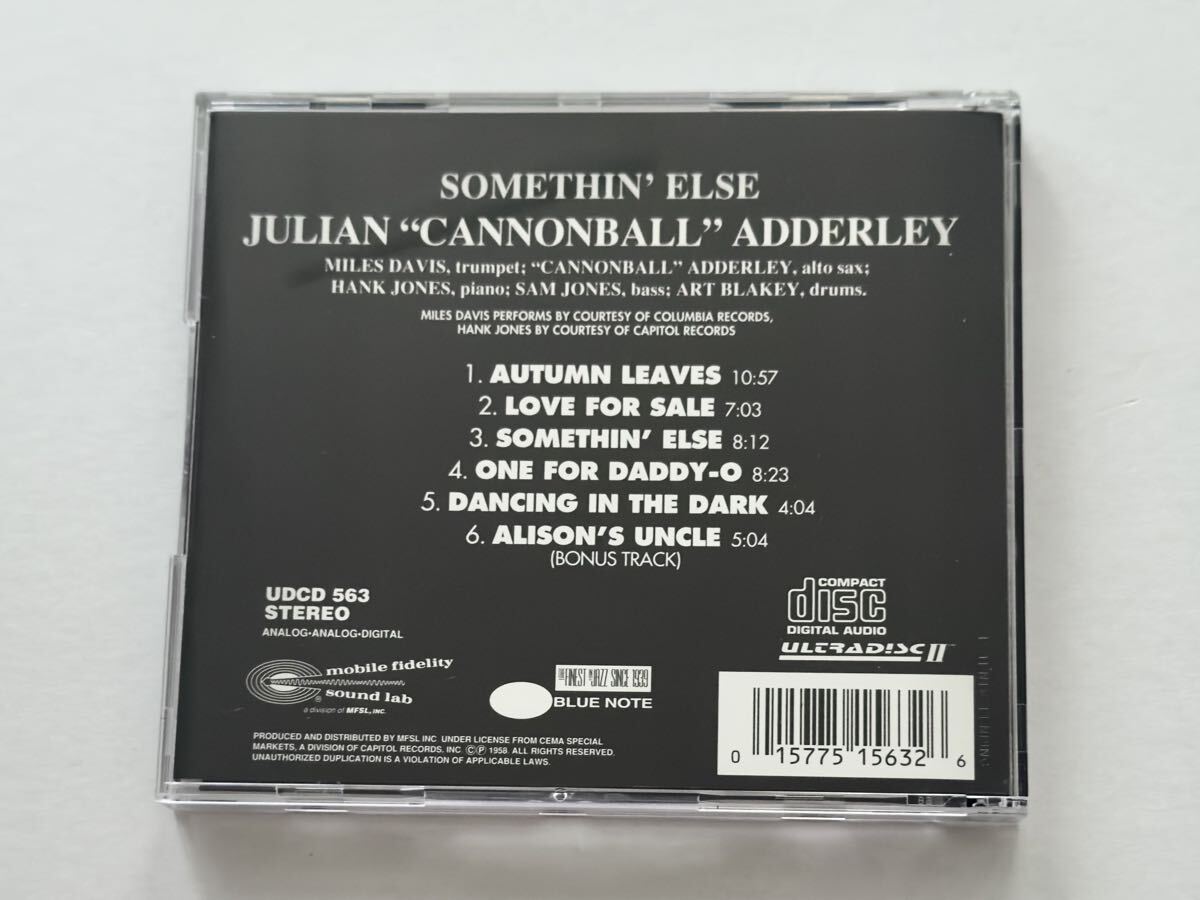 SOMETHIN' ELSE
JULIAN “CANNONBALL” ADDERLEY
MILES DAVIS, trumpet; “CANNONBALL” ADDERLEY, alto sax;
HANK JONES, piano; SAM JONES, bass; ART BLAKEY, drums.
MILES DAVIS PERFORMS BY COURTESY OF COLUMBIA RECORDS,
HANK JONES BY COURTESY OF CAPITOL RECORDS
1. AUTUMN LEAVES 10:57
2. LOVE FOR SALE 7:03
3. SOMETHIN' ELSE 8:12
4. ONE FOR DADDY-O 8:23
5. DANCING IN THE DARK 4:04
6. ALISON'S UNCLE 5:04
(BONUS TRACK)
UDCD 563
STEREO
ANALOG•ANALOG•DIGITAL
COMPACT
disc
DIGITAL AUDIO
ULTRADISC II
mobile fidelity
sound lab
®
a division of MFSL, INC.
THE FINEST IN JAZZ SINCE 1939
BLUE NOTE
PRODUCED AND DISTRIBUTED BY MFSL INC UNDER LICENSE FROM CEMA SPECIAL
MARKETS, A DIVISION OF CAPITOL RECORDS, INC. ©℗ 1958. ALL RIGHTS RESERVED.
UNAUTHORIZED DUPLICATION IS A VIOLATION OF APPLICABLE LAWS.
0 15775 15632 6